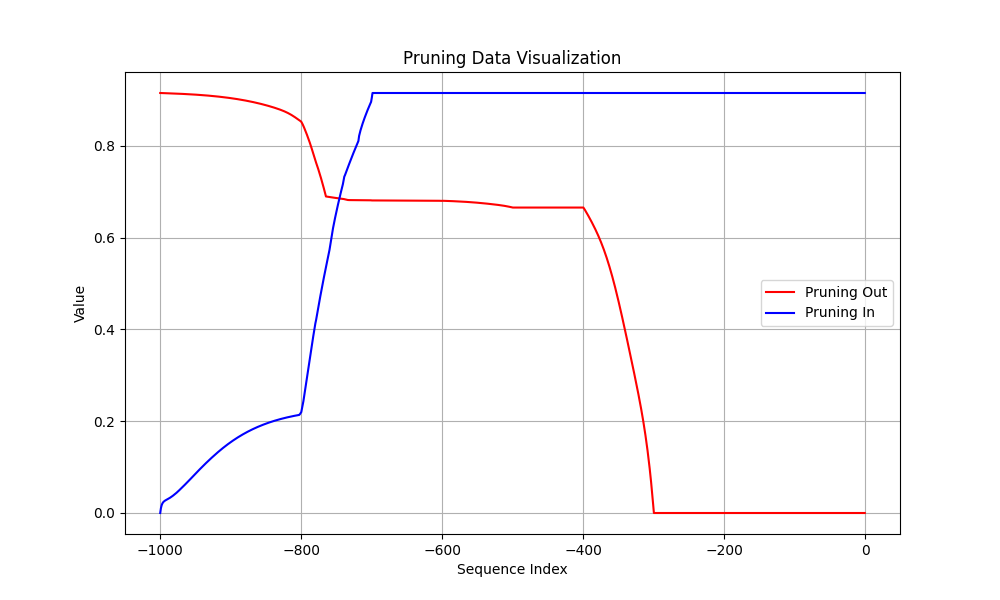 Pruning Data Visualization
Value
0.8
0.6
0.4
0.2
0.0
Pruning Out
Pruning In
−1000
−800
−600
−400
−200
0
Sequence Index